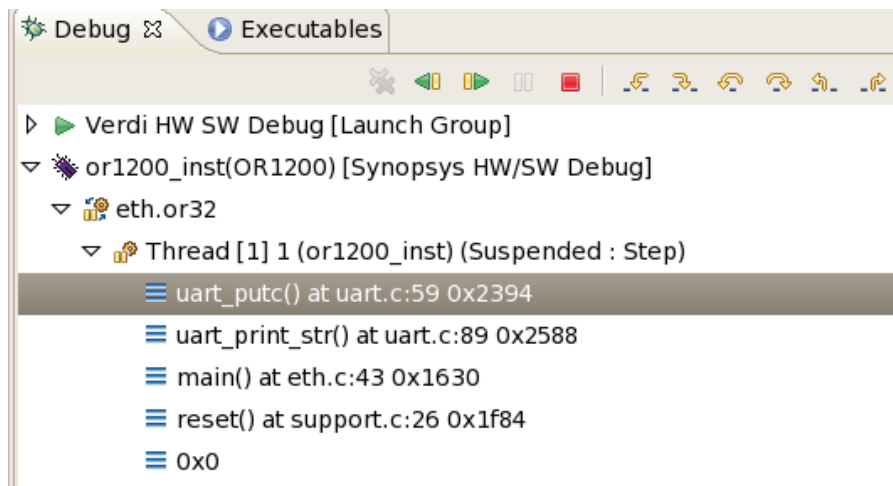 Debug Executables
Verdi HW SW Debug [Launch Group]
or1200_inst(OR1200) [Synopsys HW/SW Debug]
eth.or32
Thread [1] 1 (or1200_inst) (Suspended : Step)
uart_putc() at uart.c:59 0x2394
uart_print_str() at uart.c:89 0x2588
main() at eth.c:43 0x1630
reset() at support.c:26 0x1f84
0x0